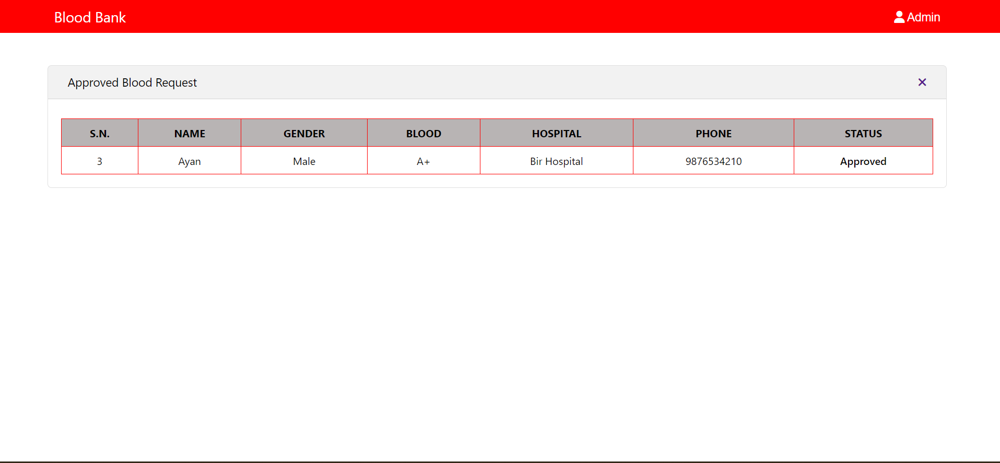 Blood Bank Admin
Approved Blood Request
S.N. NAME GENDER BLOOD HOSPITAL PHONE STATUS
3 Ayan Male A+ Bir Hospital 9876534210 Approved